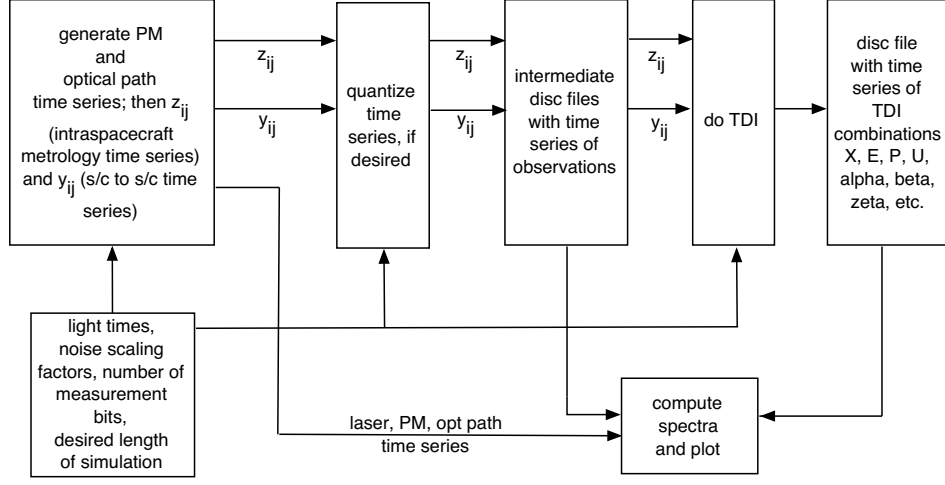 generate PM
and
optical path
time series; then z_ij
(intraspacecraft
metrology time series)
and y_ij (s/c to s/c time
series)
z_ij
y_ij
quantize
time
series, if
desired
z_ij
y_ij
intermediate
disc files
with time
series of
observations
z_ij
y_ij
do TDI
disc file
with time
series of
TDI
combinations
X, E, P, U,
alpha, beta,
zeta, etc.
light times,
noise scaling
factors, number of
measurement
bits,
desired length
of simulation
laser, PM, opt path
time series
compute
spectra
and plot